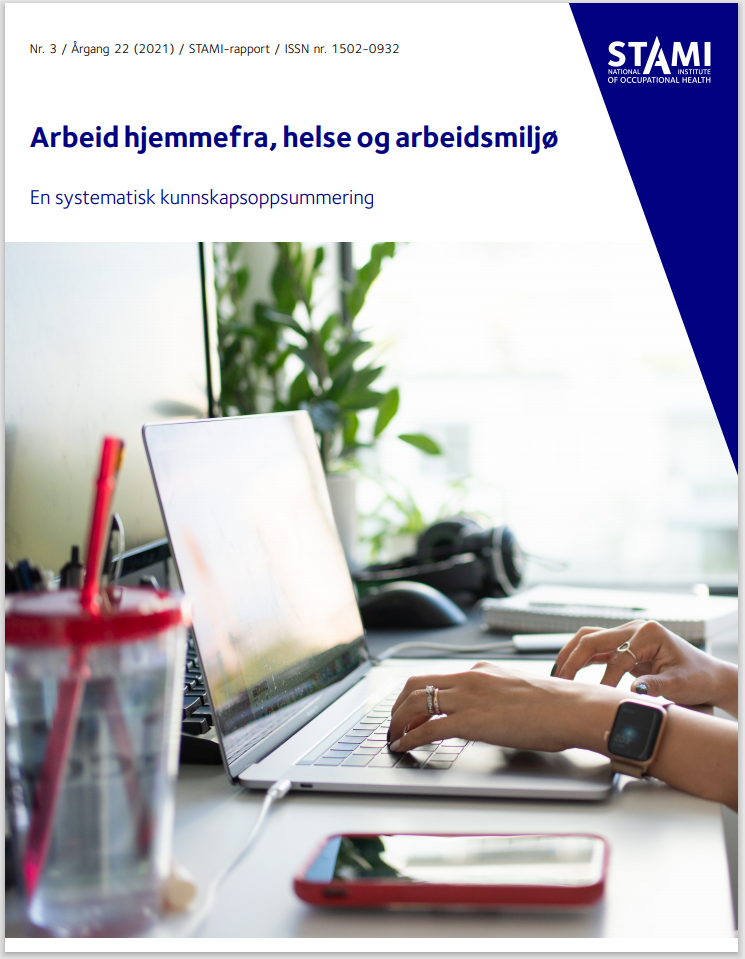 Nr. 3 / Årgang 22 (2021) / STAMI-rapport / ISSN nr. 1502-0932
STAMI
NATIONAL INSTITUTE
OF OCCUPATIONAL HEALTH
Arbeid hjemmefra, helse og arbeidsmiljø
En systematisk kunnskapsoppsummering